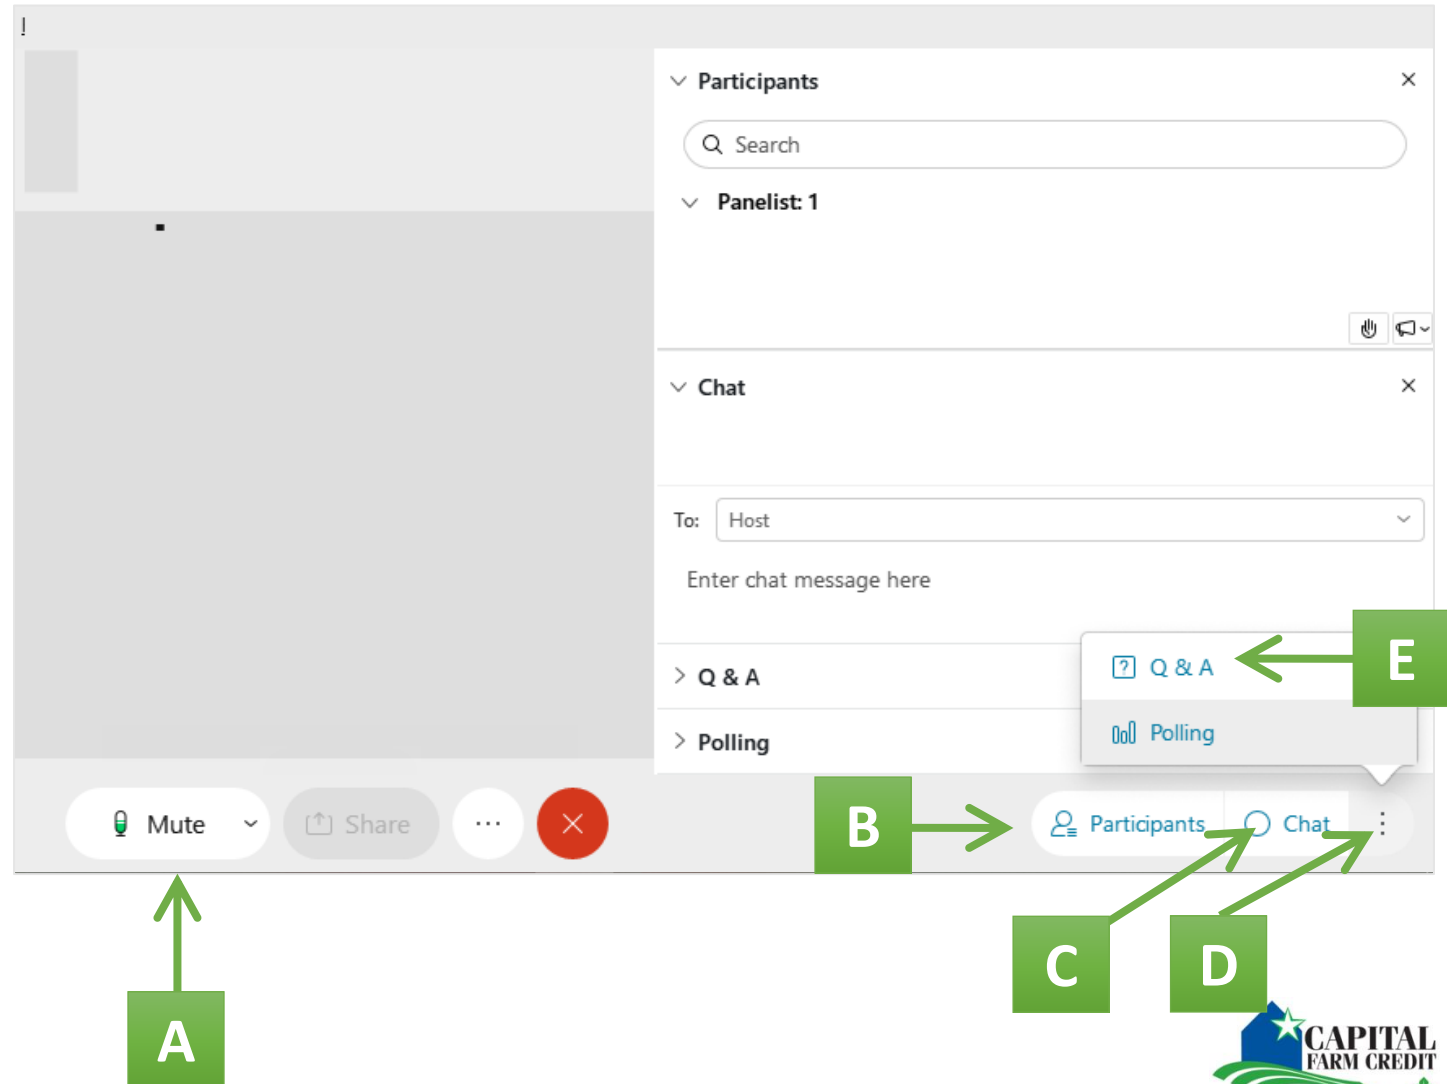 !
Participants
Search
Panelist: 1
Chat
To: Host
Enter chat message here
Q & A
Polling
Q & A
Polling
E
Mute
Share
B
Participants
Chat
C
D
A
CAPITAL
FARM CREDIT